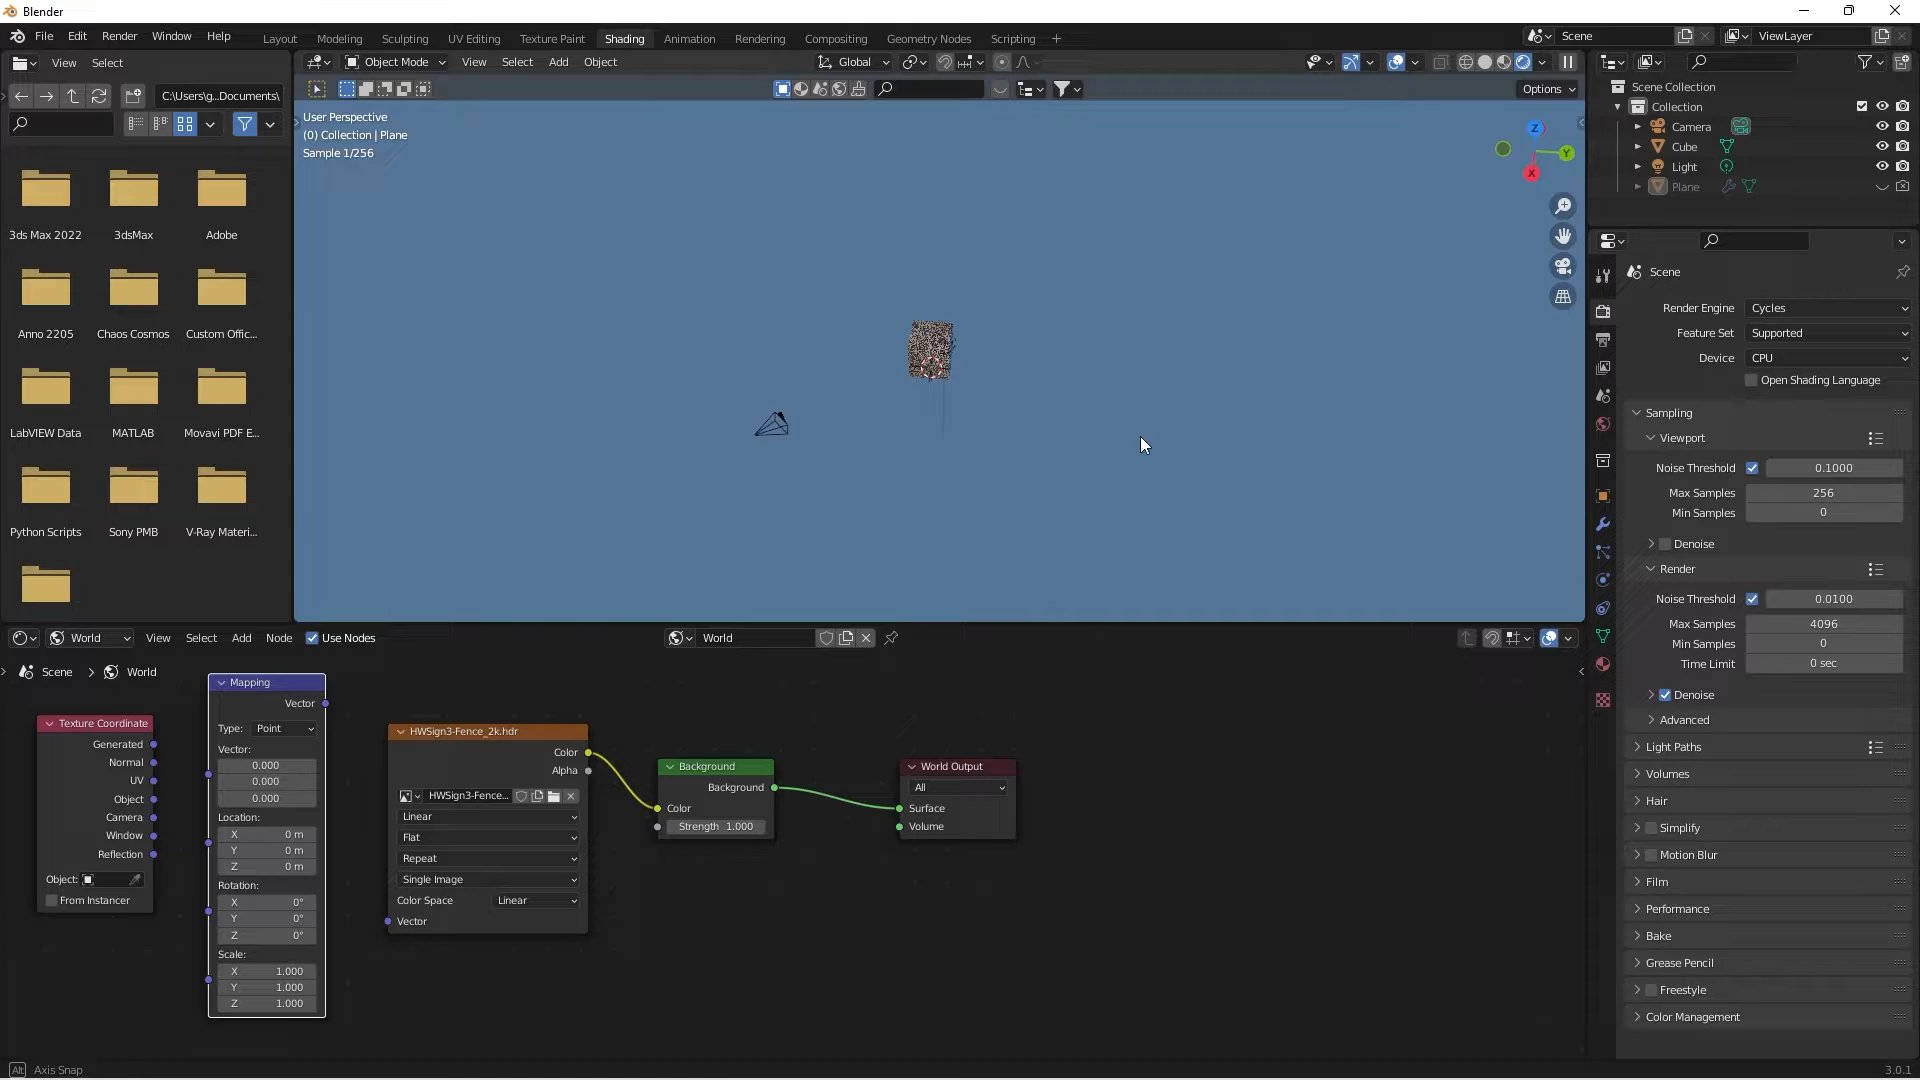 Blender
File Edit Render Window Help Layout Modeling Sculpting UV Editing Texture Paint Shading Animation Rendering Compositing Geometry Nodes Scripting + Scene ViewLayer
View Select
Object Mode View Select Add Object Global
C:\Users\g...Documents\
Options
User Perspective
(0) Collection | Plane
Sample 1/256
Z
Y
X
3ds Max 2022 3dsMax Adobe
Anno 2205 Chaos Cosmos Custom Offic...
LabVIEW Data MATLAB Movavi PDF E...
Python Scripts Sony PMB V-Ray Materi...
Scene Collection
Collection
Camera
Cube
Light
Plane
Scene
Render Engine Cycles
Feature Set Supported
Device CPU
Open Shading Language
Sampling
Viewport
Noise Threshold 0.1000
Max Samples 256
Min Samples 0
Denoise
Render
Noise Threshold 0.0100
Max Samples 4096
Min Samples 0
Time Limit 0 sec
Denoise
Advanced
Light Paths
Volumes
Hair
Simplify
Motion Blur
Film
Performance
Bake
Grease Pencil
Freestyle
Color Management
World View Select Add Node Use Nodes World
Scene World
Texture Coordinate
Generated
Normal
UV
Object
Camera
Window
Reflection
Object:
From Instancer
Mapping
Vector
Type: Point
Vector:
0.000
0.000
0.000
Location:
X 0 m
Y 0 m
Z 0 m
Rotation:
X 0°
Y 0°
Z 0°
Scale:
X 1.000
Y 1.000
Z 1.000
HWSign3-Fence_2k.hdr
Color
Alpha
HWSign3-Fence...
Linear
Flat
Repeat
Single Image
Color Space Linear
Vector
Background
Background
Color
Strength 1.000
World Output
All
Surface
Volume
Alt Axis Snap
3.0.1